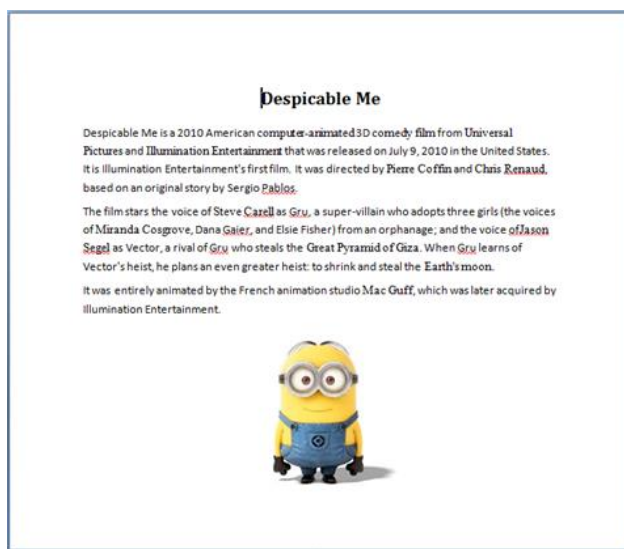 Despicable Me
Despicable Me is a 2010 American computer-animated 3D comedy film from Universal
Pictures and Illumination Entertainment that was released on July 9, 2010 in the United States.
It is Illumination Entertainment's first film. It was directed by Pierre Coffin and Chris Renaud,
based on an original story by Sergio Pablos.
The film stars the voice of Steve Carell as Gru, a super-villain who adopts three girls (the voices
of Miranda Cosgrove, Dana Gaier, and Elsie Fisher) from an orphanage; and the voice of Jason
Segel as Vector, a rival of Gru who steals the Great Pyramid of Giza. When Gru learns of
Vector's heist, he plans an even greater heist: to shrink and steal the Earth's moon.
It was entirely animated by the French animation studio Mac Guff, which was later acquired by
Illumination Entertainment.